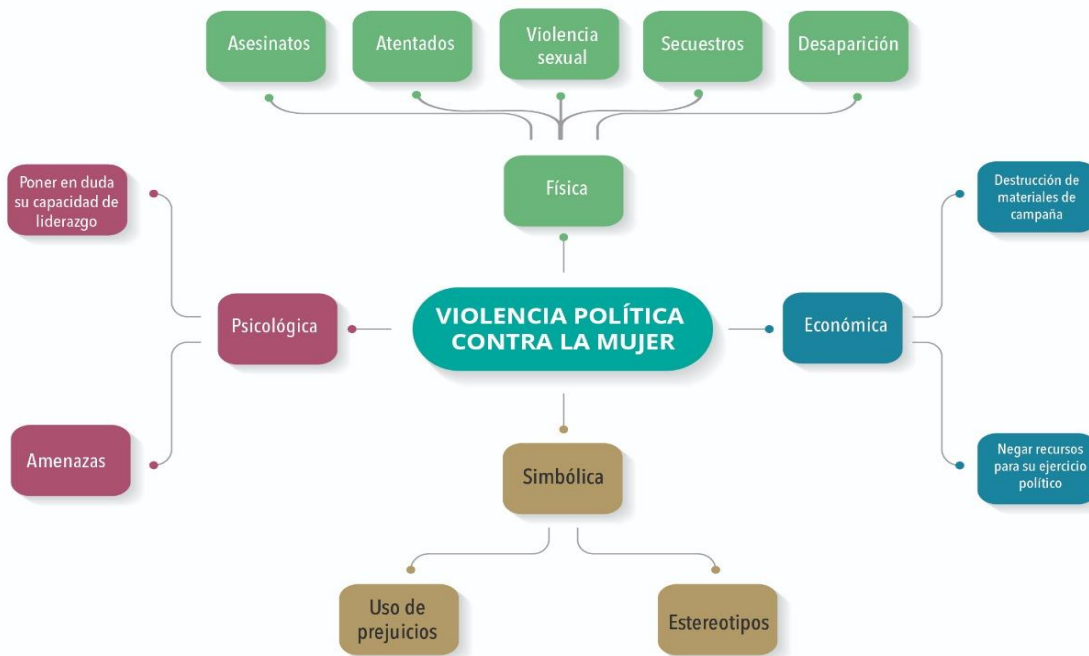 Asesinatos
Atentados
Violencia
sexual
Secuestros
Desaparición
Física
Poner en duda
su capacidad de
liderazgo
Destrucción de
materiales de
campaña
Psicológica
VIOLENCIA POLÍTICA
CONTRA LA MUJER
Económica
Amenazas
Simbólica
Negar recursos
para su ejercicio
político
Uso de
prejuicios
Estereotipos